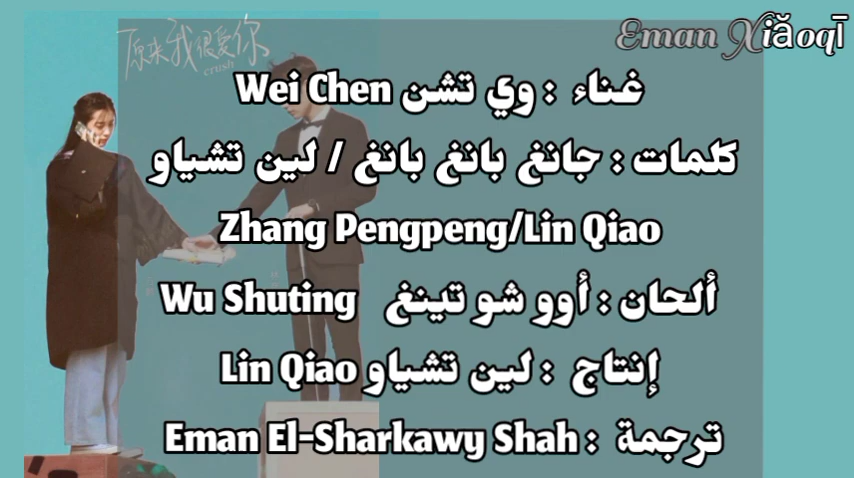 Eman Xiǎoqī
原来我很爱你
crush
غناء : وي تشن Wei Chen
كلمات : جانغ بانغ بانغ / لين تشياو
Zhang Pengpeng/Lin Qiao
ألحان : أوو شو تينغ Wu Shuting
إنتاج : لين تشياو Lin Qiao
ترجمة : Eman El-Sharkawy Shah